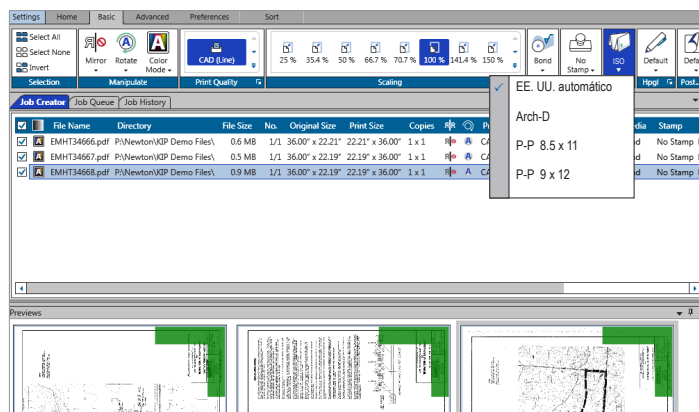 Settings Home Basic Advanced Preferences Sort
Select All
Select None
Invert
Selection
Mirror Rotate Color Mode
Manipulate
CAD (Line)
Print Quality
25 % 35.4 % 50 % 66.7 % 70.7 % 100 % 141.4 % 150 %
Scaling
Bond
No Stamp
ISO
Default
Hpgl
Post...
EE. UU. automático
Arch-D
P-P 8.5 x 11
P-P 9 x 12
Job Creator Job Queue Job History
File Name Directory File Size No. Original Size Print Size Copies Stamp
EMHT34666.pdf P:\Newton\KIP Demo Files\ 0.6 MB 1/1 36.00" x 22.21" 22.21" x 36.00" 1 x 1 No Stamp
EMHT34667.pdf P:\Newton\KIP Demo Files\ 0.5 MB 1/1 36.00" x 22.19" 22.19" x 36.00" 1 x 1 No Stamp
EMHT34668.pdf P:\Newton\KIP Demo Files\ 0.9 MB 1/1 36.00" x 22.19" 22.19" x 36.00" 1 x 1 No Stamp
Previews